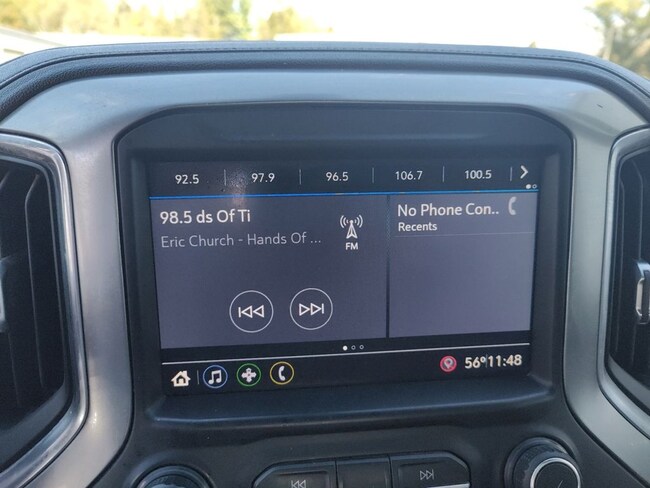 92.5 97.9 96.5 106.7 100.5
98.5 ds Of Ti
Eric Church - Hands Of ...
FM
No Phone Con..
Recents
56° 11:48